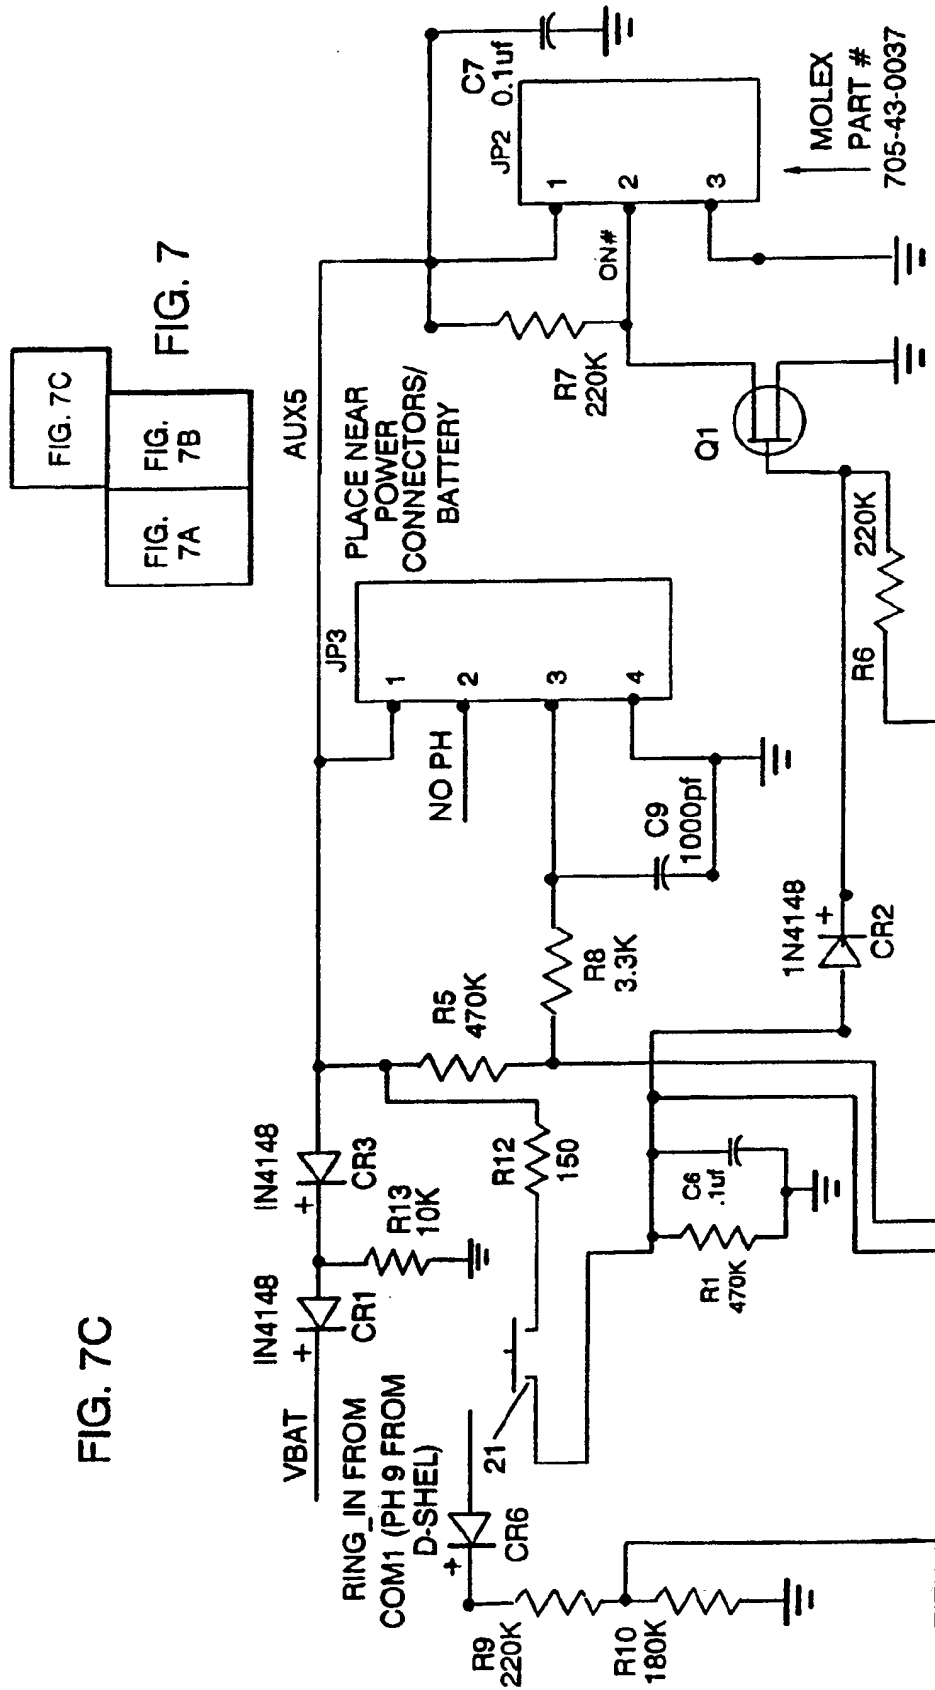 FIG. 7C
FIG. 7C
FIG.
7A
FIG.
7B
FIG. 7
VBAT
IN4148
+
CR1
IN4148
+
CR3
R13
10K
AUX5
RING_IN FROM
COM1 (PH 9 FROM
D-SHEL)
+
CR6
R9
220K
R10
180K
21
R12
150
R5
470K
R8
3.3K
NO PH
JP3
1
2
3
4
PLACE NEAR
POWER
CONNECTORS/
BATTERY
C9
1000pf
R1
470K
C6
.1uf
1N4148
+
CR2
R6
220K
Q1
R7
220K
ON#
JP2
1
2
3
C7
0.1uf
MOLEX
PART #
705-43-0037